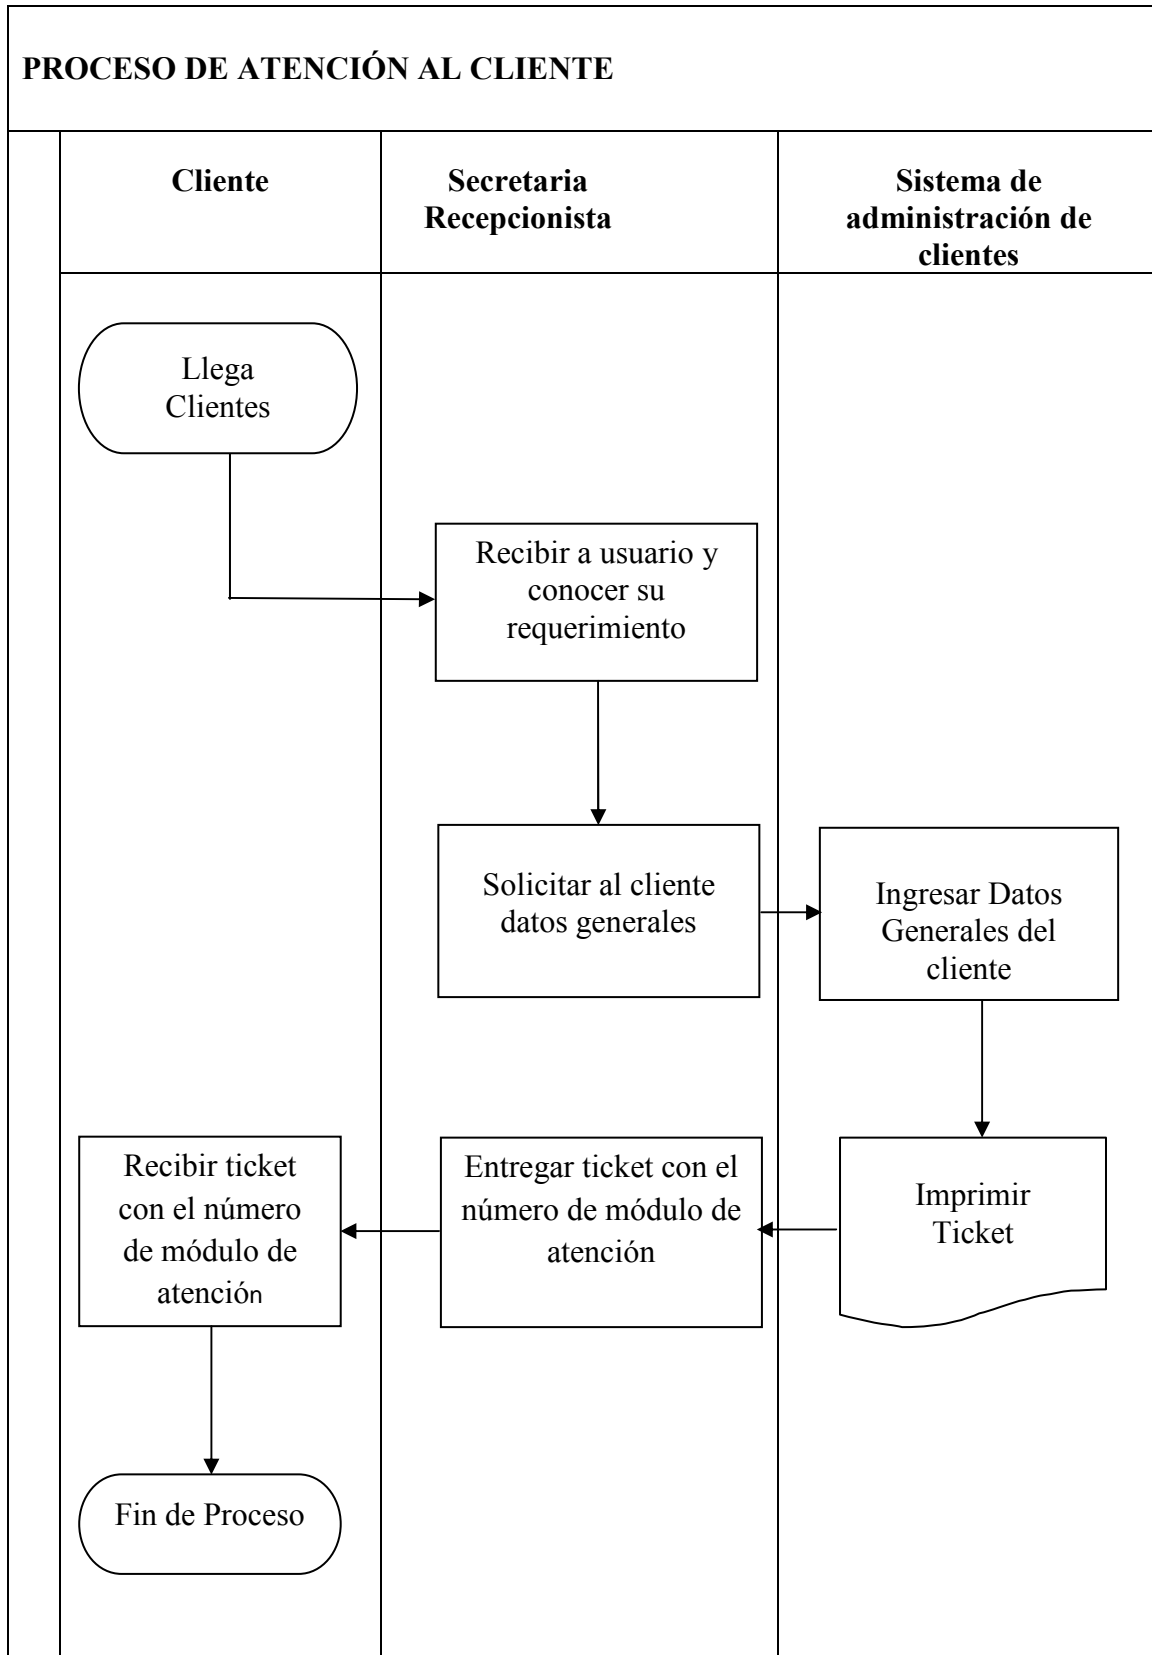 PROCESO DE ATENCIÓN AL CLIENTE
Cliente
Secretaria
Recepcionista
Sistema de
administración de
clientes
Llega
Clientes
Recibir a usuario y
conocer su
requerimiento
Solicitar al cliente
datos generales
Ingresar Datos
Generales del
cliente
Imprimir
Ticket
Entregar ticket con el
número de módulo de
atención
Recibir ticket
con el número
de módulo de
atención
Fin de Proceso